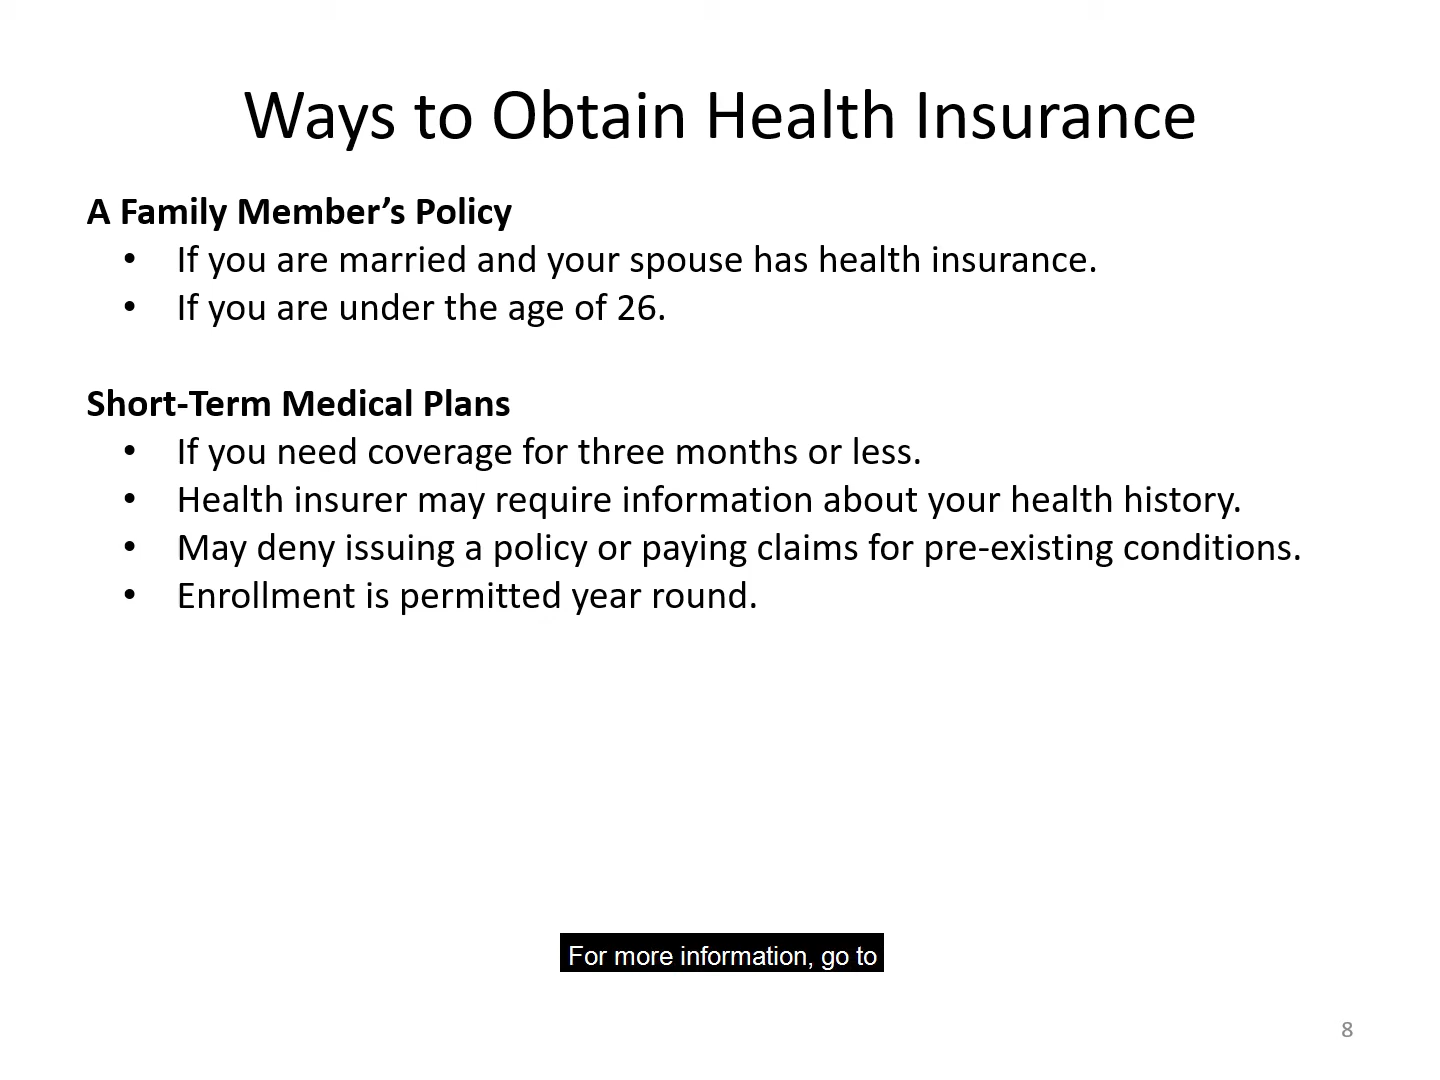 Ways to Obtain Health Insurance
A Family Member’s Policy
• If you are married and your spouse has health insurance.
• If you are under the age of 26.
Short-Term Medical Plans
• If you need coverage for three months or less.
• Health insurer may require information about your health history.
• May deny issuing a policy or paying claims for pre-existing conditions.
• Enrollment is permitted year round.
For more information, go to
8